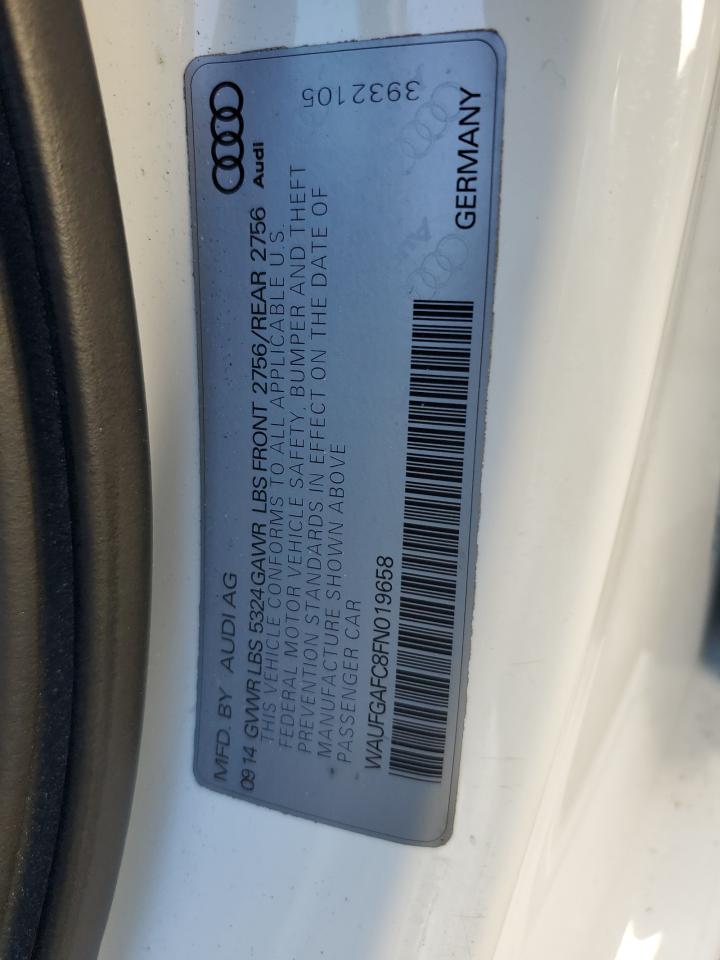 MFD. BY AUDI AG
0914 GVWR LBS 5324 GAWR LBS FRONT 2756/REAR 2756
Audi
THIS VEHICLE CONFORMS TO ALL APPLICABLE U.S.
FEDERAL MOTOR VEHICLE SAFETY, BUMPER AND THEFT
PREVENTION STANDARDS IN EFFECT ON THE DATE OF
MANUFACTURE SHOWN ABOVE
PASSENGER CAR
WAUFGAFC8FN019658
GERMANY
3932105
Audi